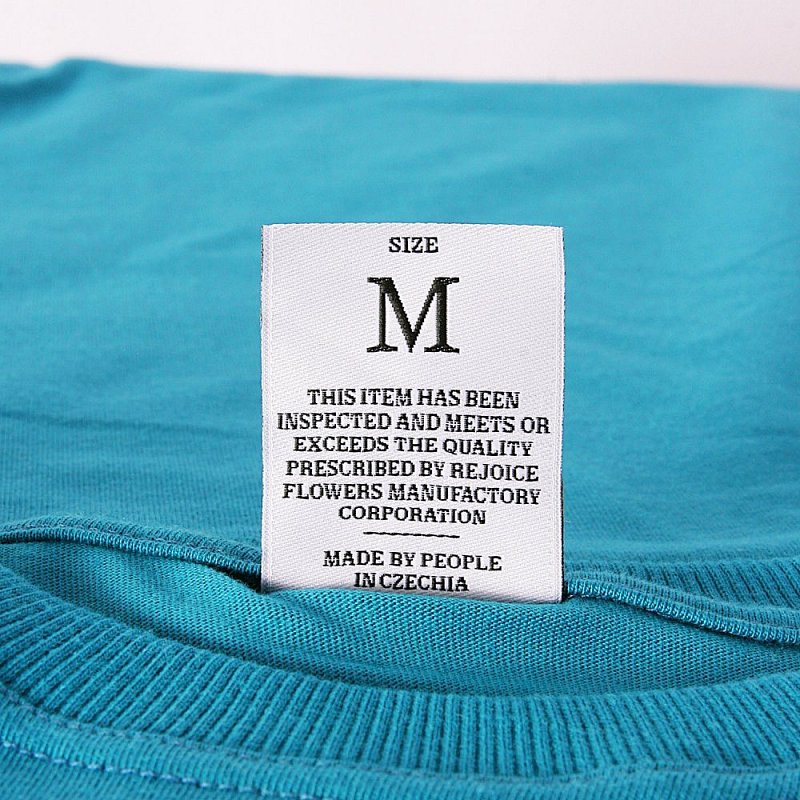 SIZE
M
THIS ITEM HAS BEEN
INSPECTED AND MEETS OR
EXCEEDS THE QUALITY
PRESCRIBED BY REJOICE
FLOWERS MANUFACTORY
CORPORATION
MADE BY PEOPLE
IN CZECHIA